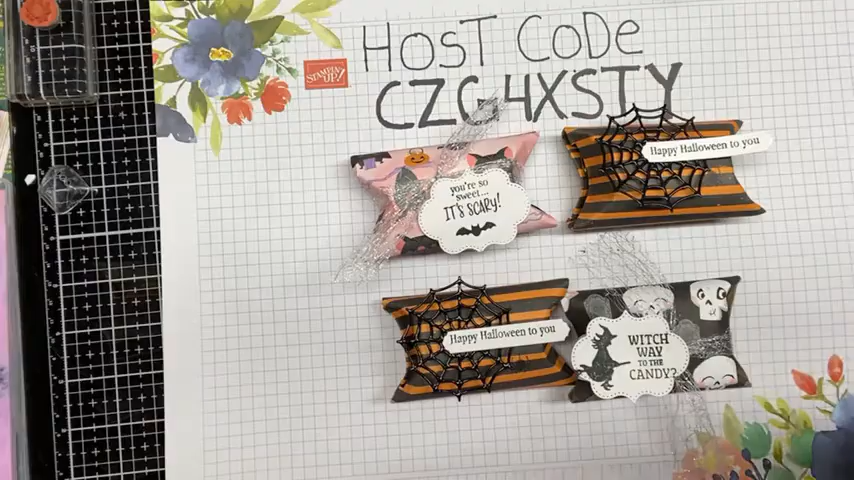 HOST CODE
STAMPIN' UP!
CZG4XSTY
you're so
sweet...
IT'S SCARY!
Happy Halloween to you
Happy Halloween to you
WITCH
WAY
TO THE
CANDY?